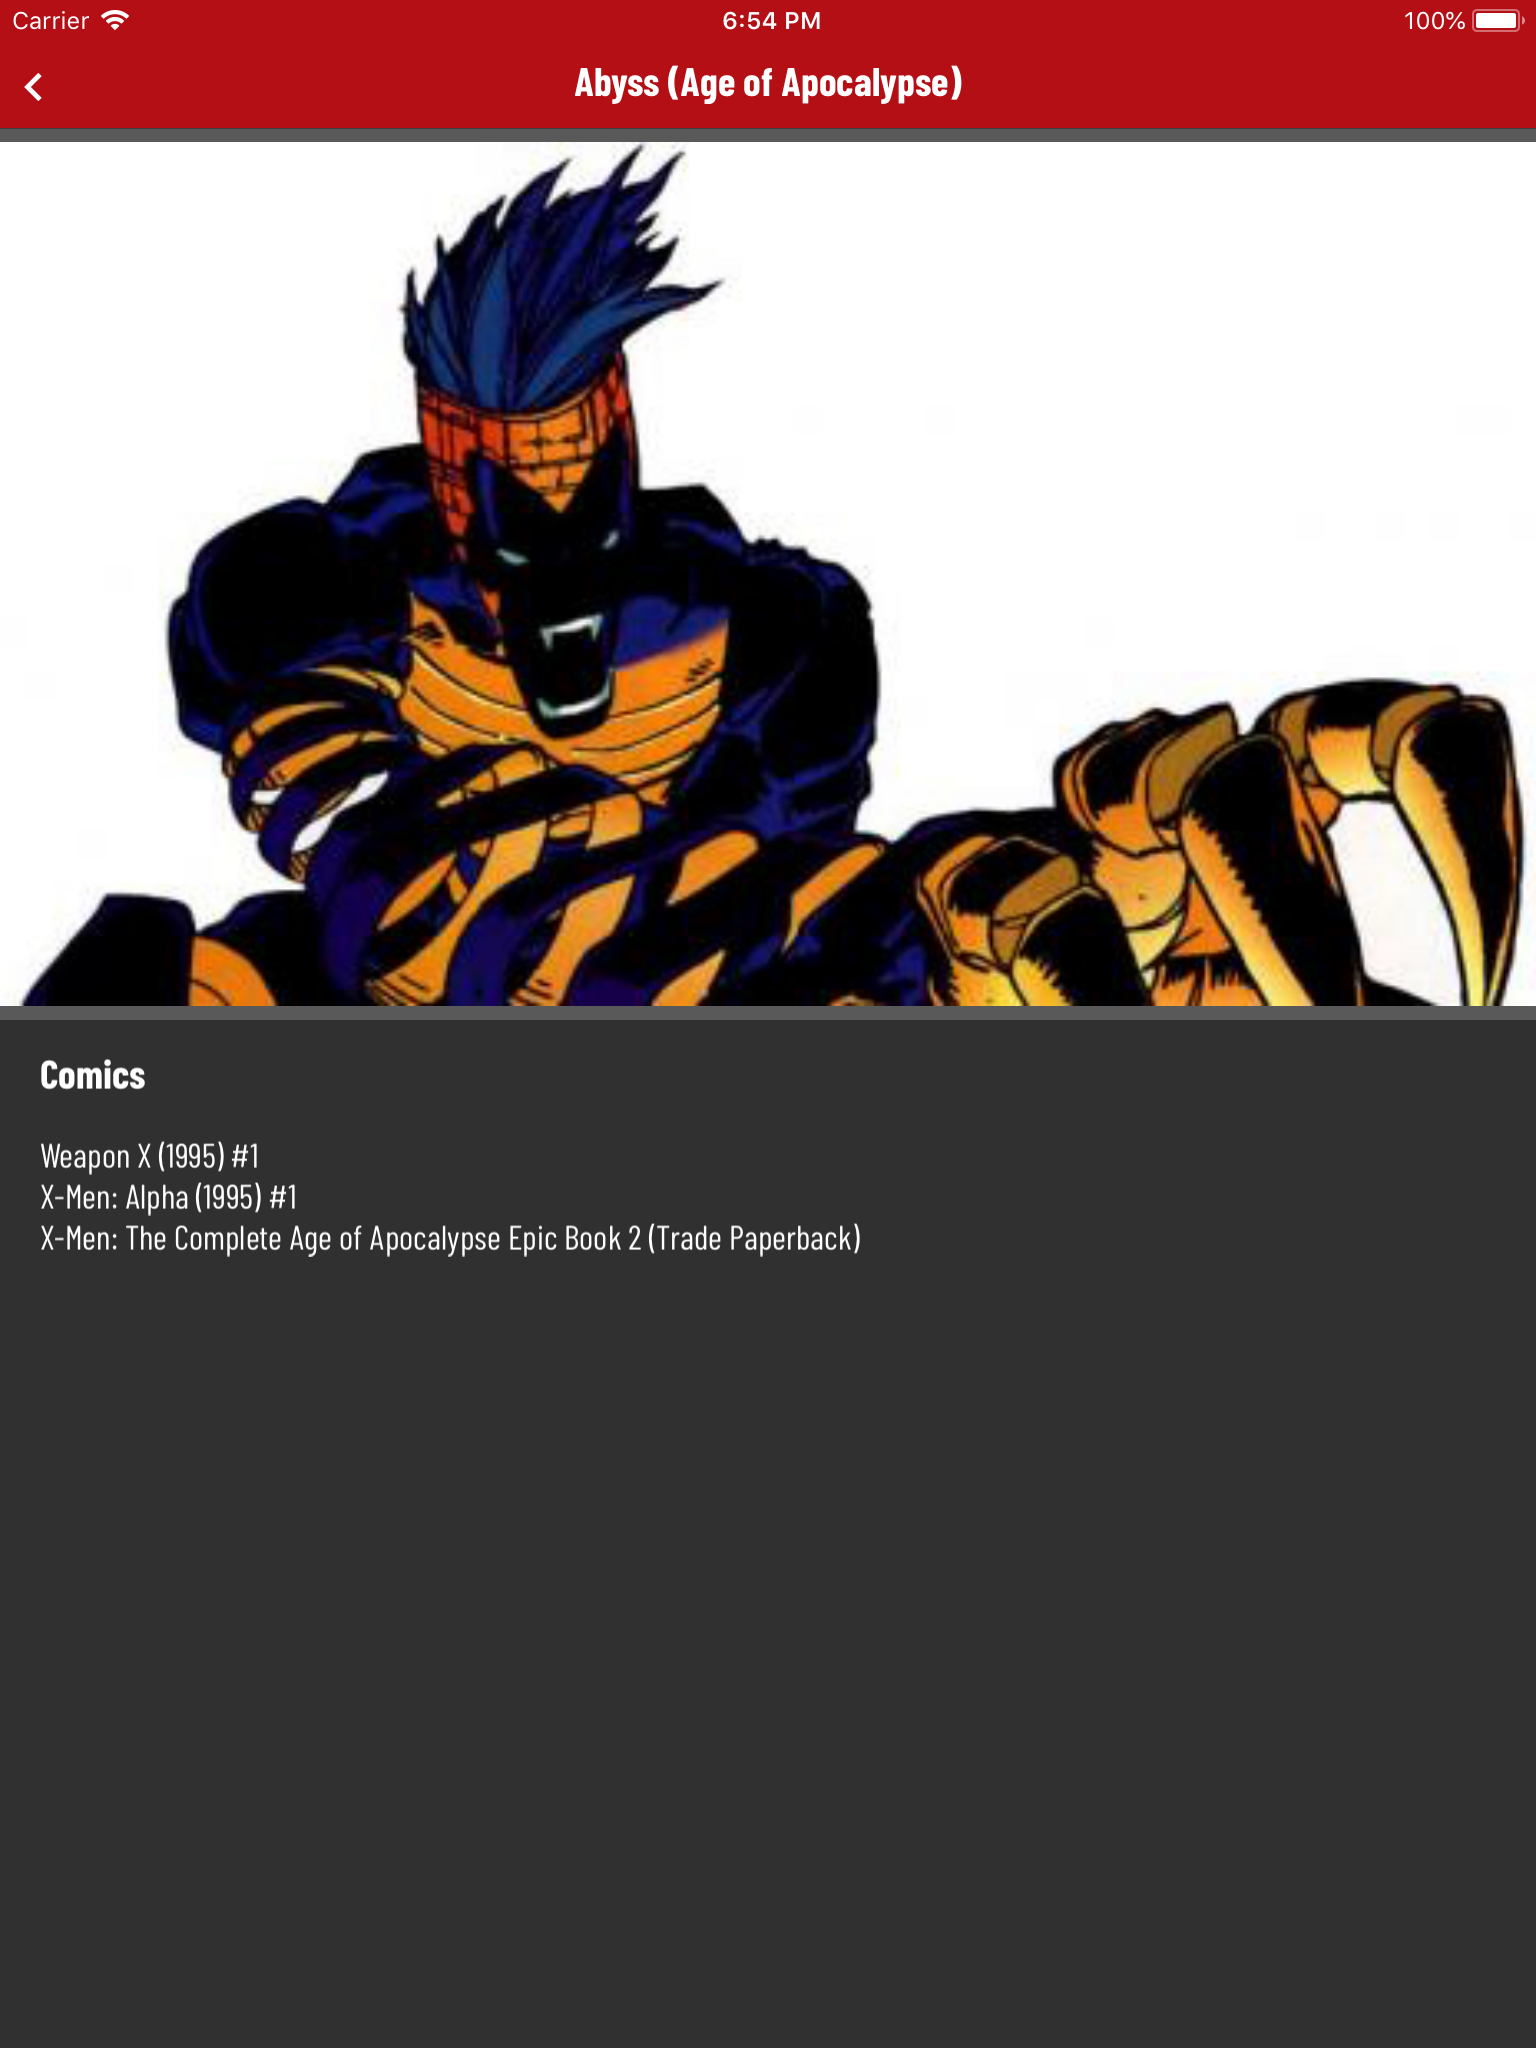 Carrier 6:54 PM 100%
Abyss (Age of Apocalypse)
Comics
Weapon X (1995) #1
X-Men: Alpha (1995) #1
X-Men: The Complete Age of Apocalypse Epic Book 2 (Trade Paperback)